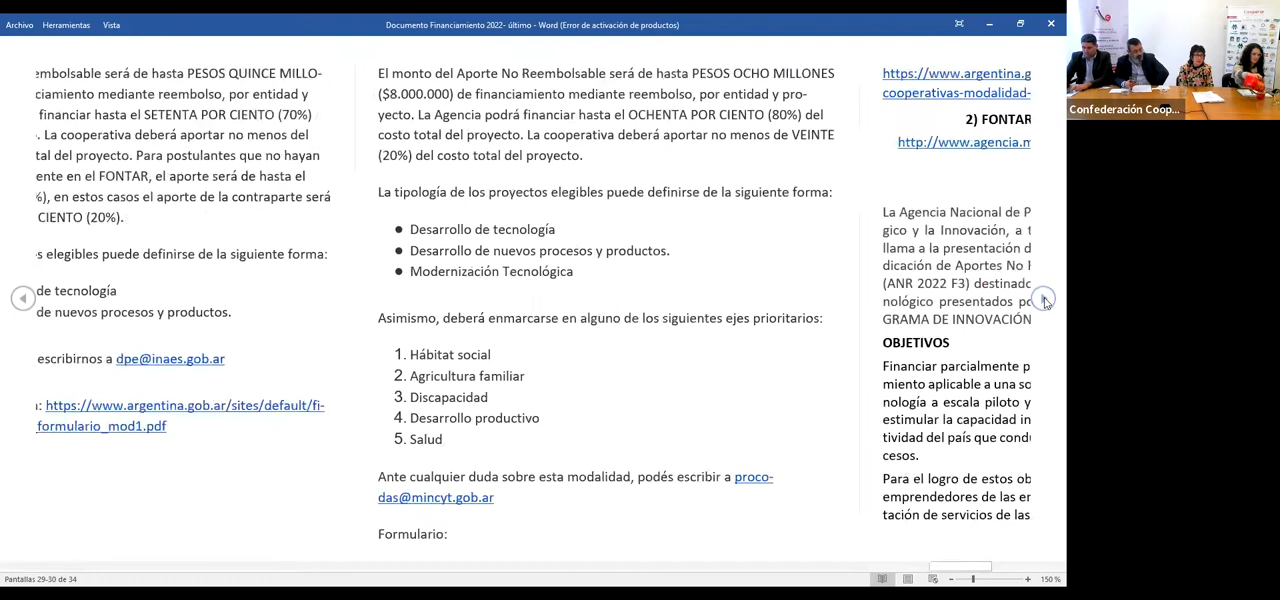 Archivo Herramientas Vista
Documento Financiamiento 2022- último - Word (Error de activación de productos)
embolsable será de hasta PESOS QUINCE MILLO-
ciamiento mediante reembolso, por entidad y
financiar hasta el SETENTA POR CIENTO (70%)
. La cooperativa deberá aportar no menos del
tal del proyecto. Para postulantes que no hayan
ente en el FONTAR, el aporte será de hasta el
%), en estos casos el aporte de la contraparte será
CIENTO (20%).
s elegibles puede definirse de la siguiente forma:
de tecnología
de nuevos procesos y productos.
escribirnos a dpe@inaes.gob.ar
: https://www.argentina.gob.ar/sites/default/fi-
formulario_mod1.pdf
El monto del Aporte No Reembolsable será de hasta PESOS OCHO MILLONES
($8.000.000) de financiamiento mediante reembolso, por entidad y pro-
yecto. La Agencia podrá financiar hasta el OCHENTA POR CIENTO (80%) del
costo total del proyecto. La cooperativa deberá aportar no menos de VEINTE
(20%) del costo total del proyecto.
La tipología de los proyectos elegibles puede definirse de la siguiente forma:
● Desarrollo de tecnología
● Desarrollo de nuevos procesos y productos.
● Modernización Tecnológica
Asimismo, deberá enmarcarse en alguno de los siguientes ejes prioritarios:
1. Hábitat social
2. Agricultura familiar
3. Discapacidad
4. Desarrollo productivo
5. Salud
Ante cualquier duda sobre esta modalidad, podés escribir a proco-
das@mincyt.gob.ar
Formulario:
https://www.argentina.g
cooperativas-modalidad-
2) FONTAR
http://www.agencia.m
La Agencia Nacional de P
gico y la Innovación, a t
llama a la presentación d
dicación de Aportes No
(ANR 2022 F3) destinado
nológico presentados po
GRAMA DE INNOVACIÓN
OBJETIVOS
Financiar parcialmente p
miento aplicable a una so
nología a escala piloto y
estimular la capacidad in
tividad del país que condu
cesos.
Para el logro de estos ob
emprendedores de las em
tación de servicios de las
Confederación Coop...
Pantallas 29-30 de 34
150 %